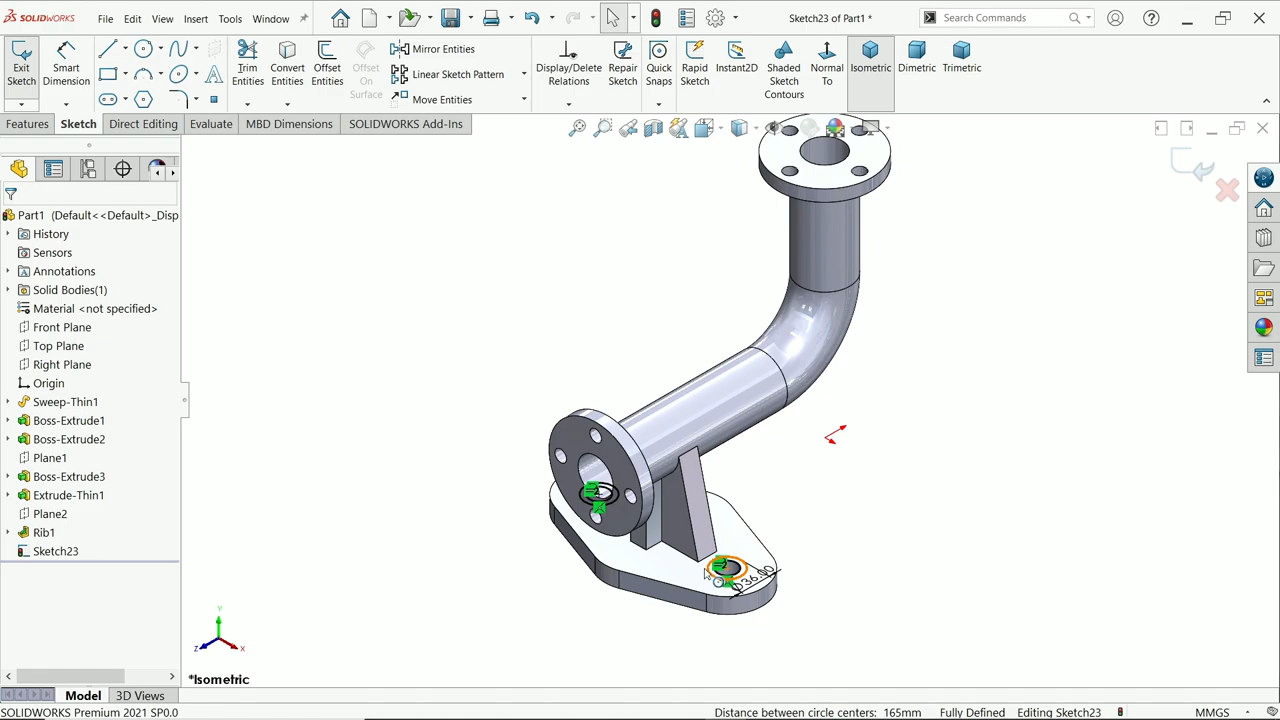 SOLIDWORKS
File Edit View Insert Tools Window
Sketch23 of Part1 *
Search Commands
Exit Sketch
Smart Dimension
Trim Entities
Convert Entities
Offset Entities
Offset On Surface
Mirror Entities
Linear Sketch Pattern
Move Entities
Display/Delete Relations
Repair Sketch
Quick Snaps
Rapid Sketch
Instant2D
Shaded Sketch Contours
Normal To
Isometric
Dimetric
Trimetric
Features Sketch Direct Editing Evaluate MBD Dimensions SOLIDWORKS Add-Ins
Part1 (Default<<Default>_Disp
History
Sensors
Annotations
Solid Bodies(1)
Material <not specified>
Front Plane
Top Plane
Right Plane
Origin
Sweep-Thin1
Boss-Extrude1
Boss-Extrude2
Plane1
Boss-Extrude3
Extrude-Thin1
Plane2
Rib1
Sketch23
Ø36.00
Y
Z
X
*Isometric
Model 3D Views
SOLIDWORKS Premium 2021 SP0.0
Distance between circle centers: 165mm Fully Defined Editing Sketch23 MMGS